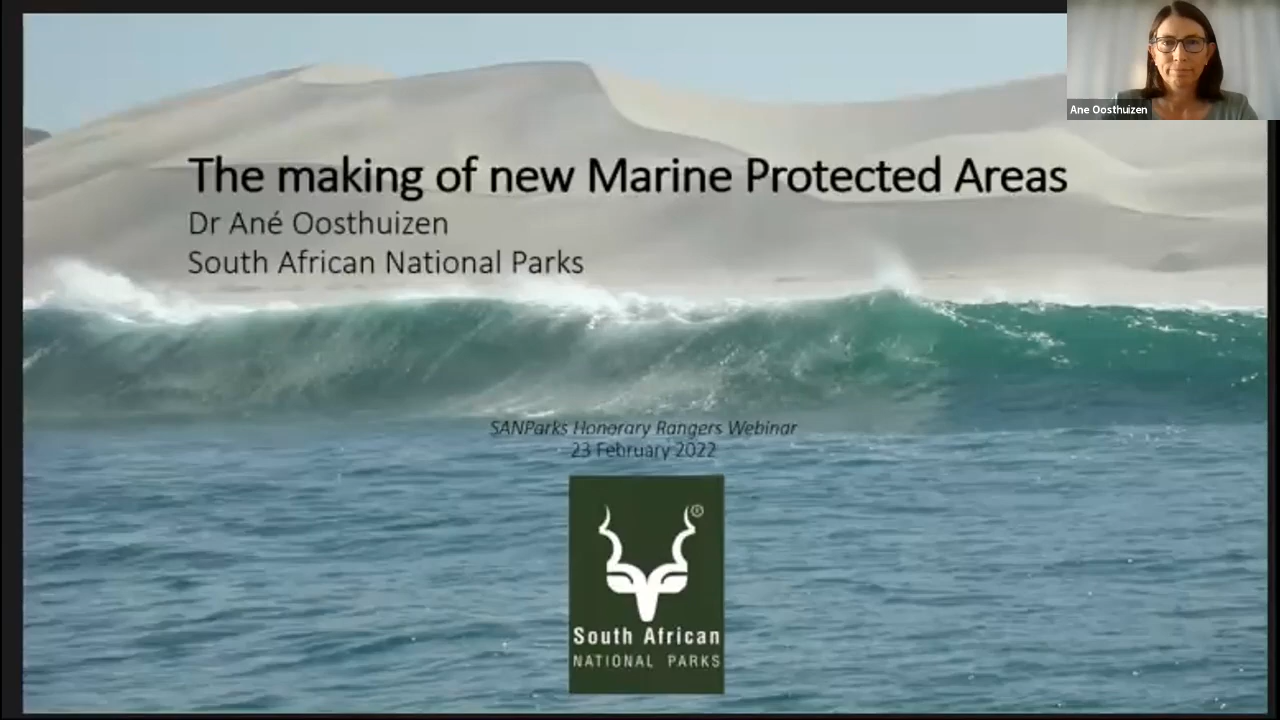 Ane Oosthuizen
The making of new Marine Protected Areas
Dr Ané Oosthuizen
South African National Parks
SANParks Honorary Rangers Webinar
23 February 2022
®
South African
NATIONAL PARKS